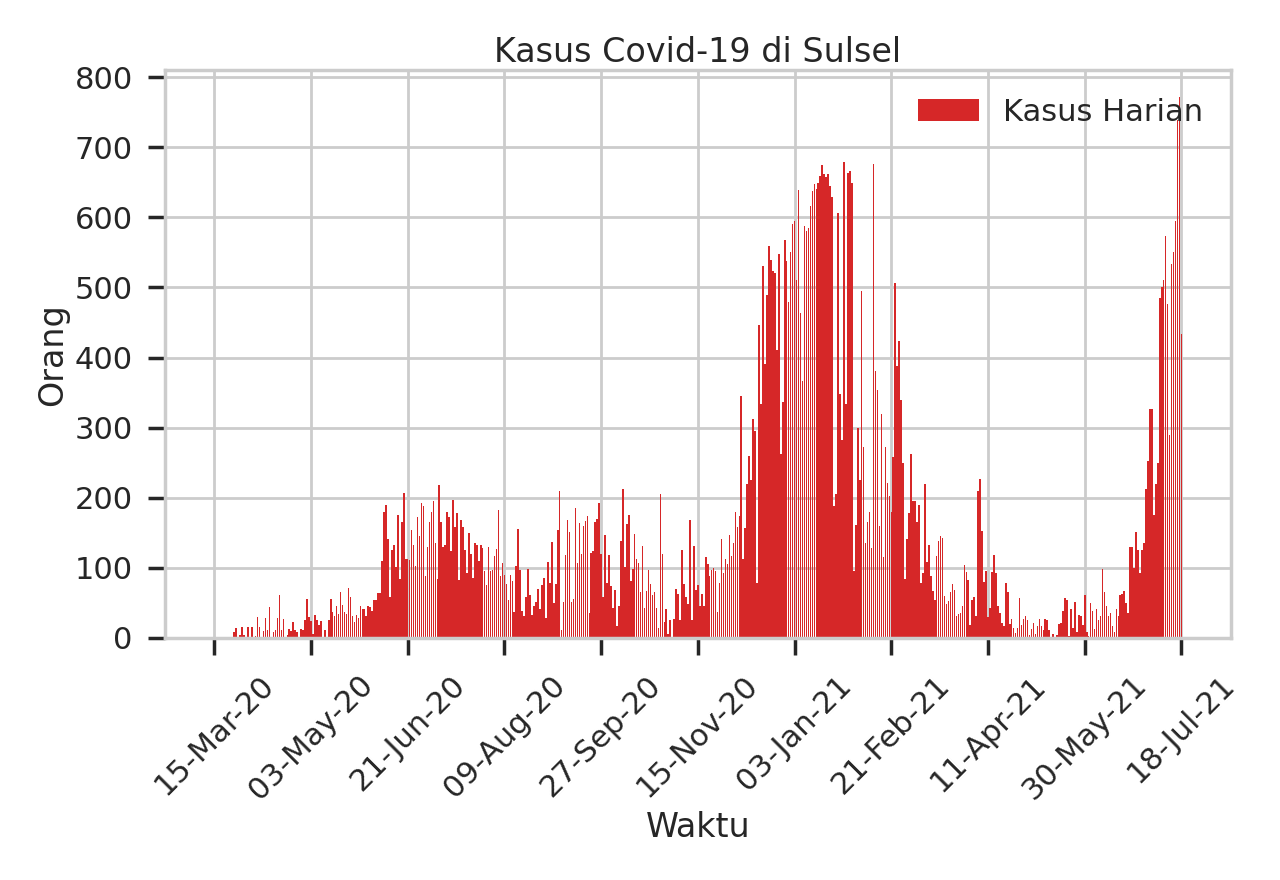 Kasus Covid-19 di Sulsel
Kasus Harian
Orang
800
700
600
500
400
300
200
100
0
15-Mar-20
03-May-20
21-Jun-20
09-Aug-20
27-Sep-20
15-Nov-20
03-Jan-21
21-Feb-21
11-Apr-21
30-May-21
18-Jul-21
Waktu